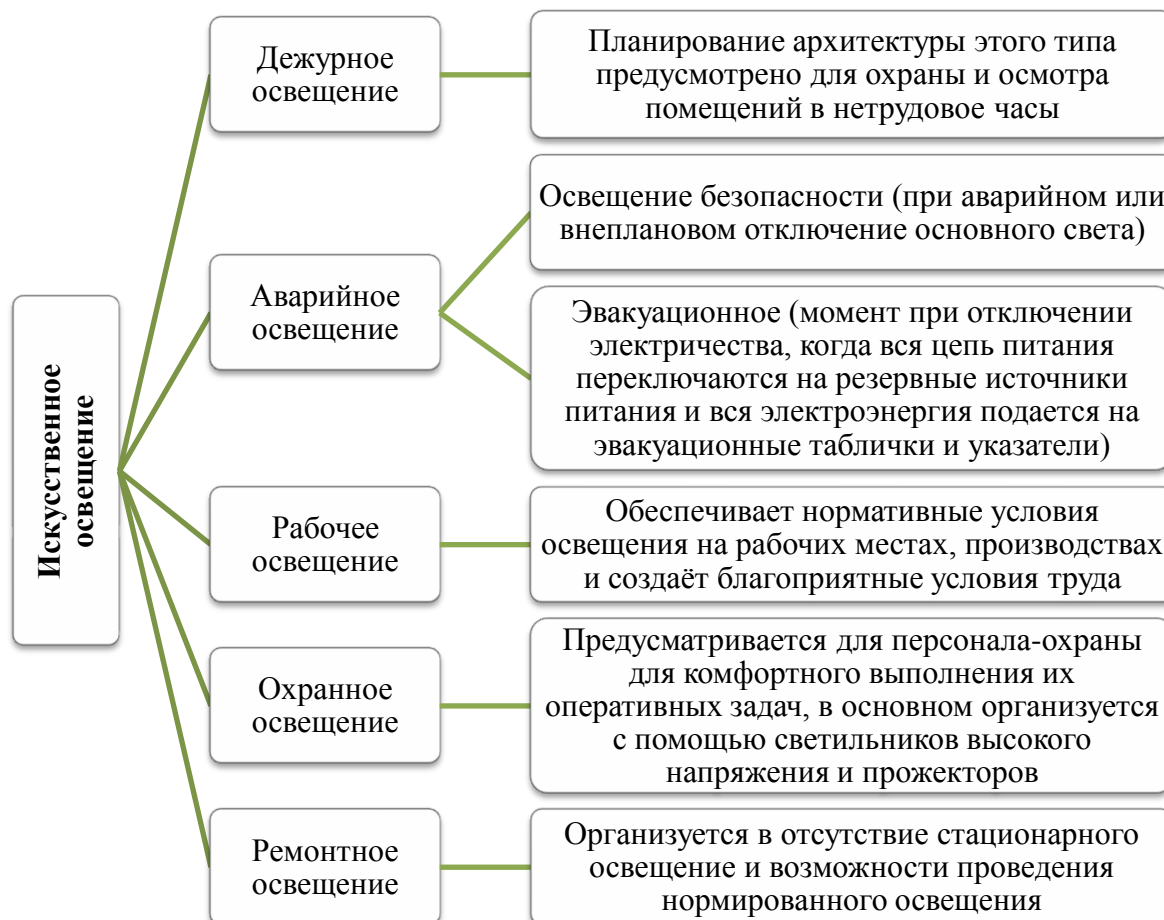 Искусственное
освещение
Дежурное
освещение
Планирование архитектуры этого типа
предусмотрено для охраны и осмотра
помещений в нетрудовое часы
Аварийное
освещение
Освещение безопасности (при аварийном или
внеплановом отключение основного света)
Эвакуационное (момент при отключении
электричества, когда вся цепь питания
переключаются на резервные источники
питания и вся электроэнергия подается на
эвакуационные таблички и указатели)
Рабочее
освещение
Обеспечивает нормативные условия
освещения на рабочих местах, производствах
и создаёт благоприятные условия труда
Охранное
освещение
Предусматривается для персонала-охраны
для комфортного выполнения их
оперативных задач, в основном организуется
с помощью светильников высокого
напряжения и прожекторов
Ремонтное
освещение
Организуется в отсутствие стационарного
освещение и возможности проведения
нормированного освещения